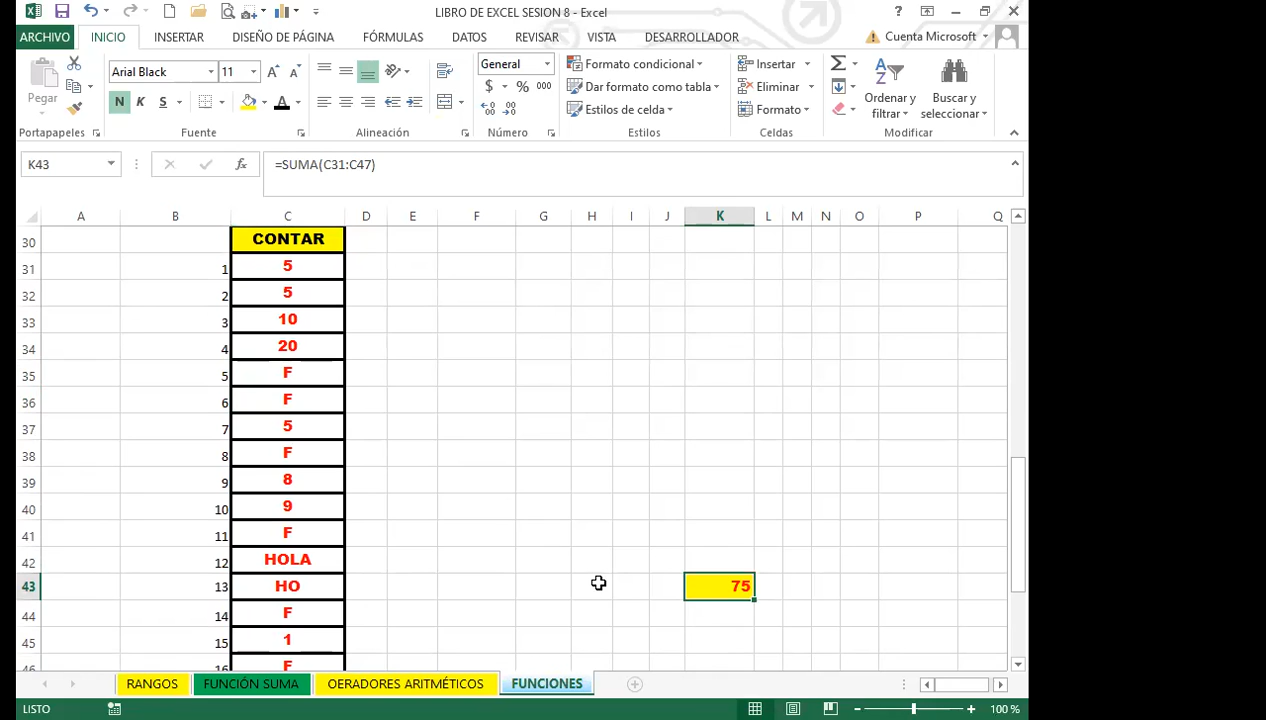 LIBRO DE EXCEL SESION 8 - Excel
?
ARCHIVO INICIO INSERTAR DISEÑO DE PÁGINA FÓRMULAS DATOS REVISAR VISTA DESARROLLADOR Cuenta Microsoft
Pegar
Arial Black 11
General
Formato condicional
Insertar
Dar formato como tabla
Eliminar
Estilos de celda
Formato
N K S
$ % 000
Ordenar y filtrar
Buscar y seleccionar
Portapapeles Fuente Alineación Número Estilos Celdas Modificar
K43 fx =SUMA(C31:C47)
A B C D E F G H I J K L M N O P Q
30 CONTAR
31 1 5
32 2 5
33 3 10
34 4 20
35 5 F
36 6 F
37 7 5
38 8 F
39 9 8
40 10 9
41 11 F
42 12 HOLA
43 13 HO 75
44 14 F
45 15 1
46 16 F
RANGOS FUNCIÓN SUMA OERADORES ARITMÉTICOS FUNCIONES
LISTO 100 %